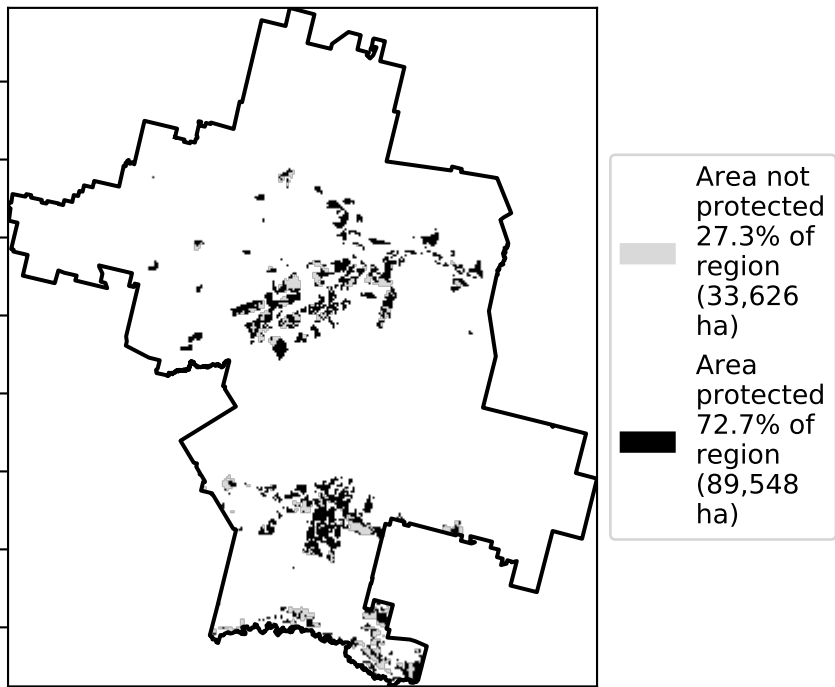 Area not
protected
27.3% of
region
(33,626
ha)
Area
protected
72.7% of
region
(89,548
ha)